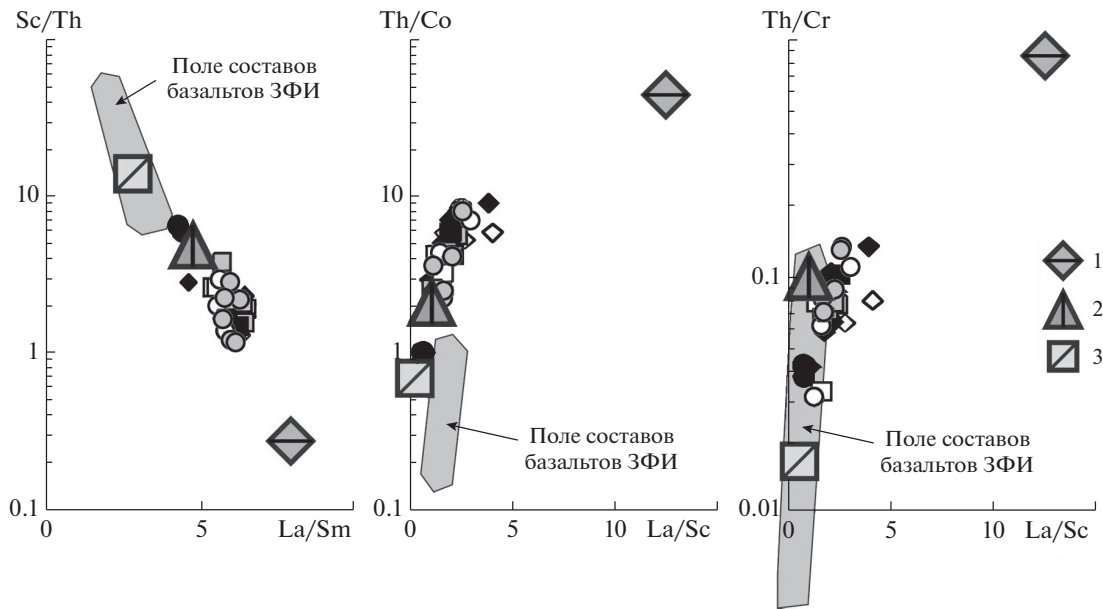 Sc/Th
Поле составов
базальтов ЗФИ
10
1
0.1
0
5
La/Sm
Th/Co
10
1
0.1
Поле составов
базальтов ЗФИ
0
5
10
La/Sc
Th/Cr
0.1
0.01
Поле составов
базальтов ЗФИ
0
10
La/Sc
1
2
3